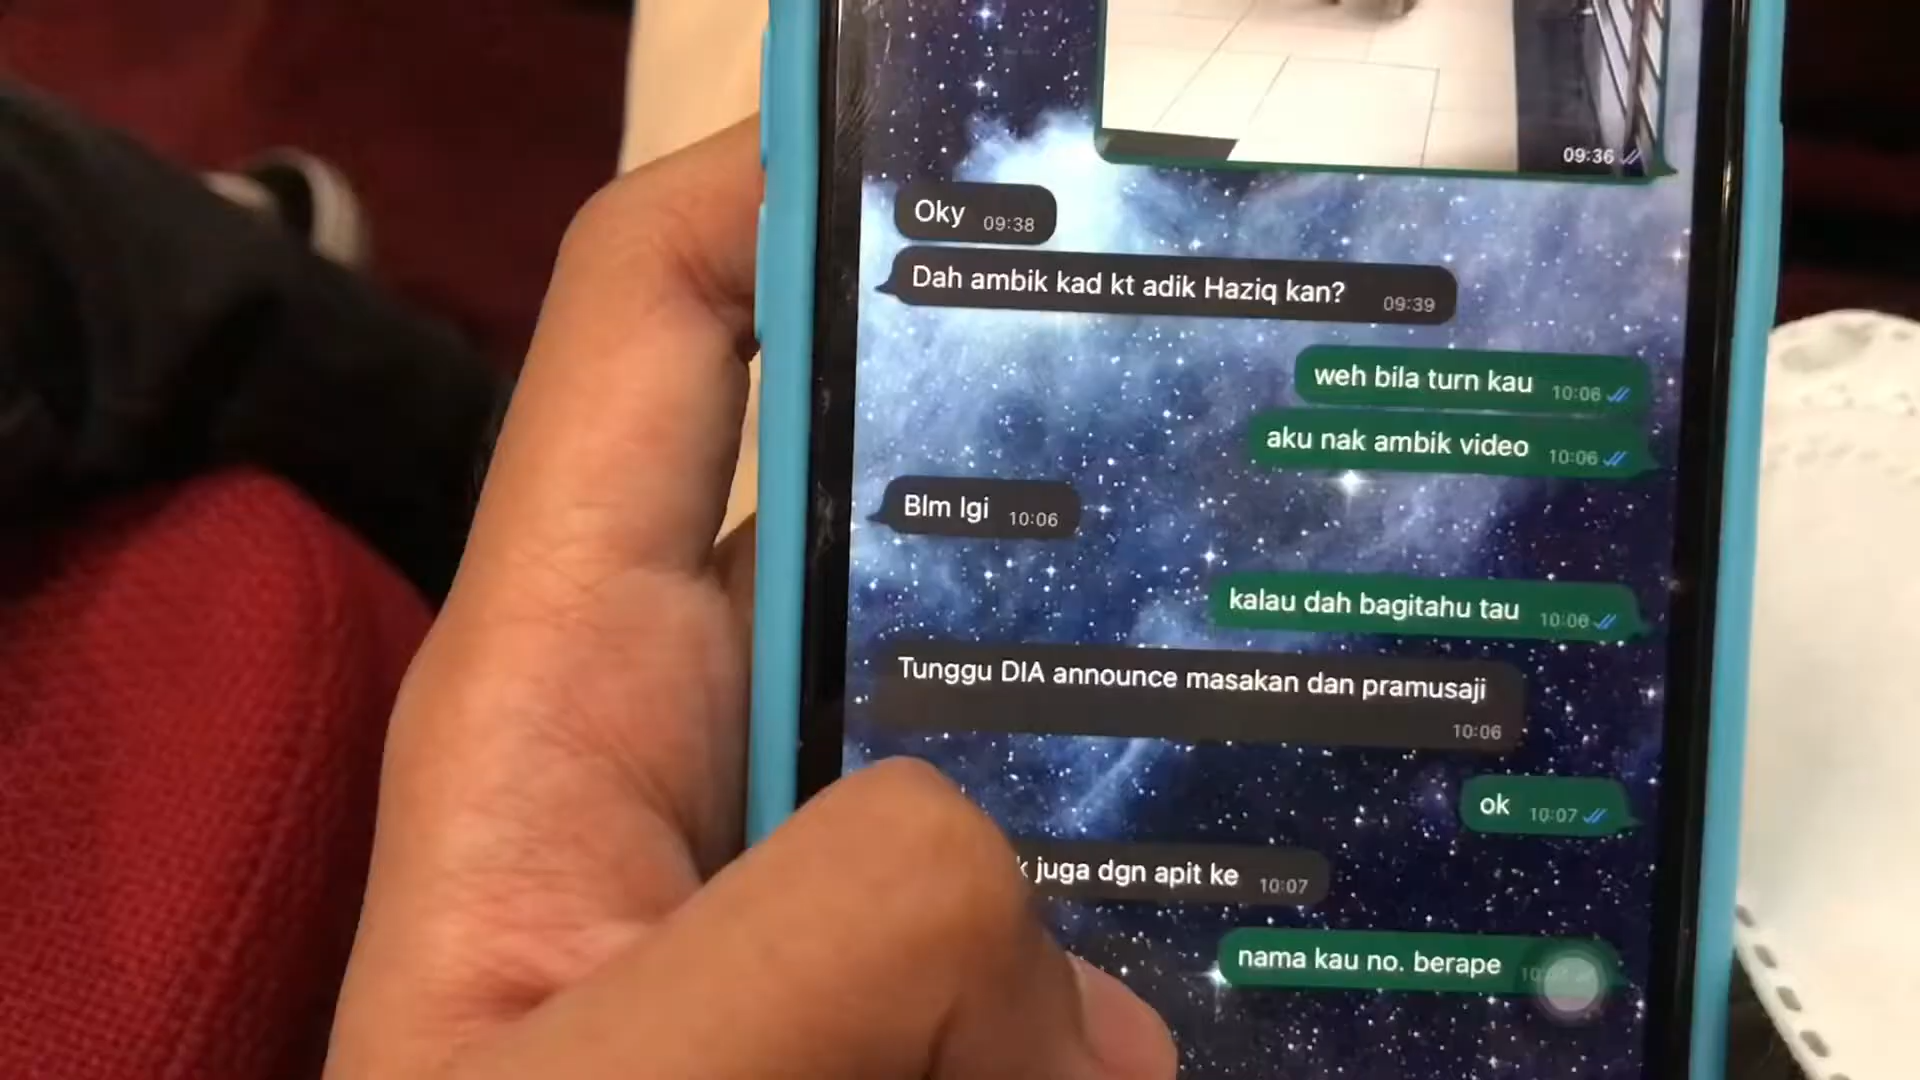 09:36
Oky 09:38
Dah ambik kad kt adik Haziq kan? 09:39
weh bila turn kau 10:06
aku nak ambik video 10:06
Blm lgi 10:06
kalau dah bagitahu tau 10:06
Tunggu DIA announce masakan dan pramusaji
10:06
ok 10:07
juga dgn apit ke 10:07
nama kau no. berape